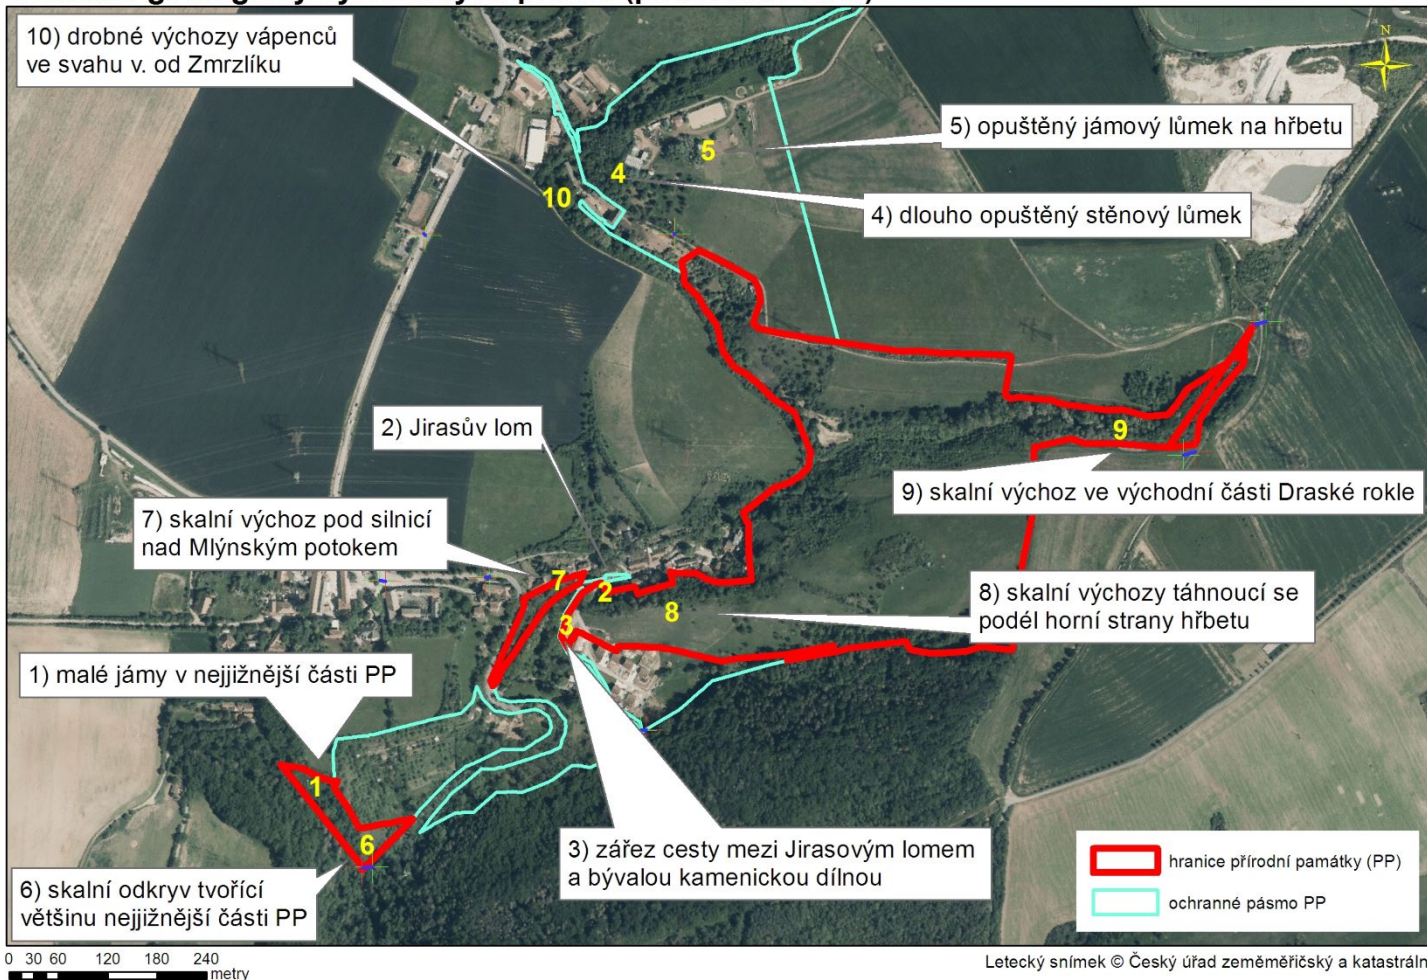 10) drobné výchozy vápenců
ve svahu v. od Zmrzlíku
N
5) opuštěný jámový lůmek na hřbetu
5
4
10
4) dlouho opuštěný stěnový lůmek
2) Jirasův lom
9
9) skalní výchoz ve východní části Draské rokle
7) skalní výchoz pod silnicí
nad Mlýnským potokem
7
2
8
3
8) skalní výchozy táhnoucí se
podél horní strany hřbetu
1) malé jámy v nejjižnější části PP
1
6
3) zářez cesty mezi Jirasovým lomem
a bývalou kamenickou dílnou
6) skalní odkryv tvořící
většinu nejjižnější části PP
hranice přírodní památky (PP)
ochranné pásmo PP
0 30 60 120 180 240
metry
Letecký snímek © Český úřad zeměměřičský a katastráln